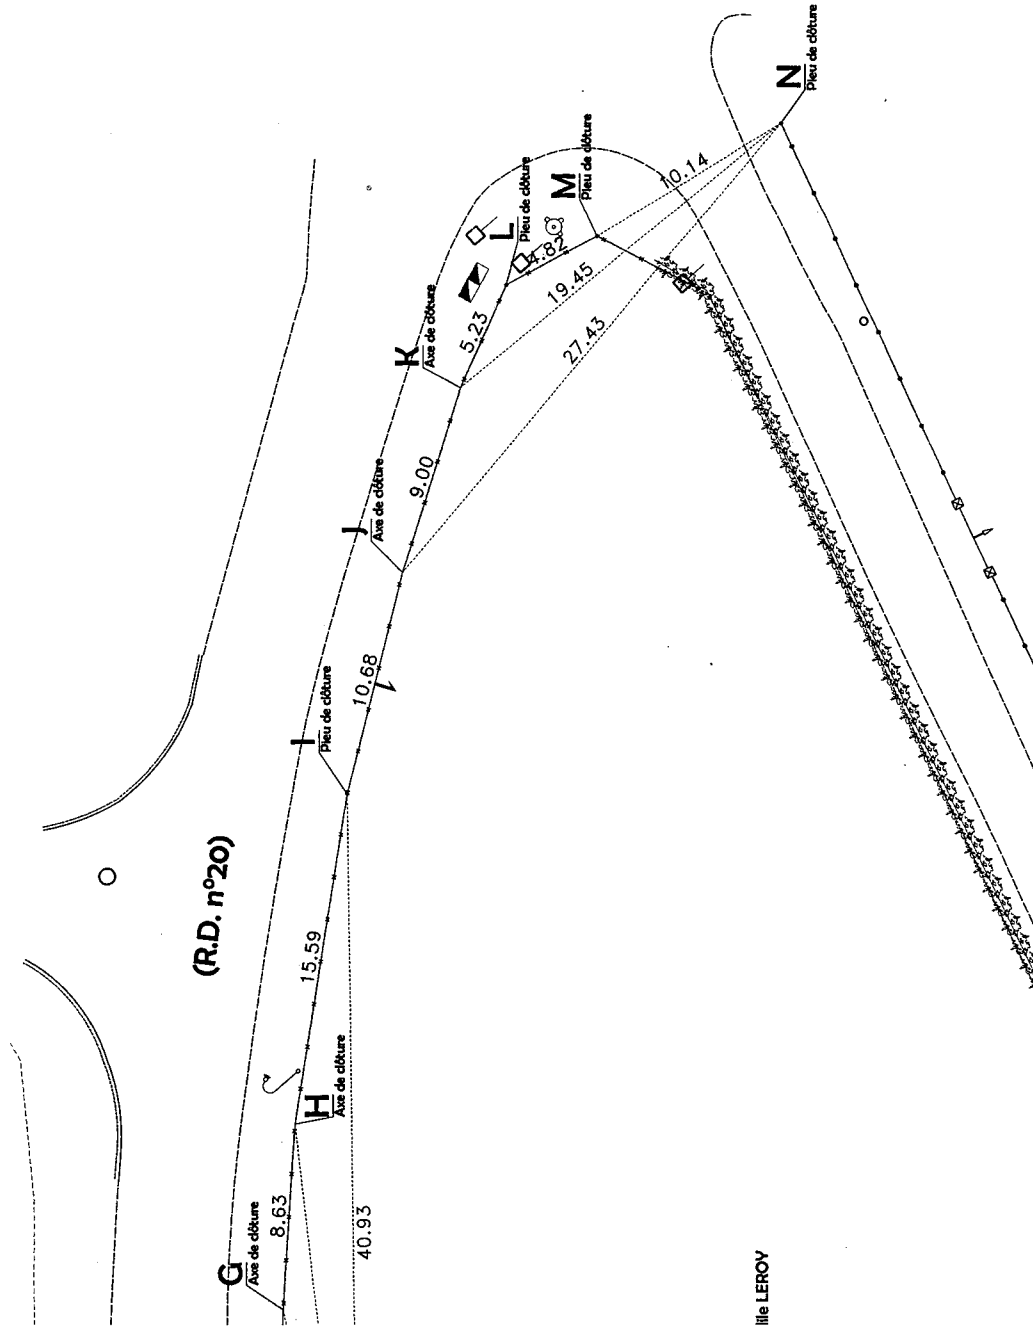 N
Pieu de clôture
M
Pieu de clôture
10.14
L
Pieu de clôture
4.82
19.45
27.43
K
Axe de clôture
5.23
J
Axe de clôture
9.00
I
Pieu de clôture
10.68
(R.D. n°20)
15.59
H
Axe de clôture
G
Axe de clôture
8.63
40.93
LEROY